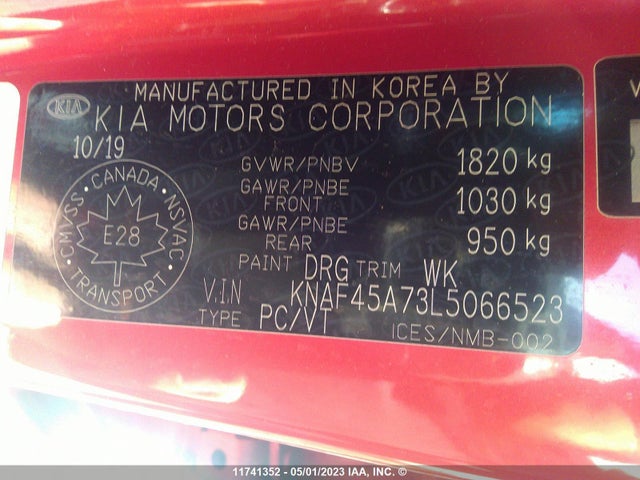 MANUFACTURED IN KOREA BY
KIA KIA MOTORS CORPORATION
10/19
GVWR/PNBV 1820 kg
GAWR/PNBE
FRONT 1030 kg
GAWR/PNBE
REAR 950 kg
CANADA
CMVSS NSVAC
E28
TRANSPORT
PAINT DRG TRIM WK
V.I.N KNAF45A73L5066523
TYPE PC/VT
ICES/NMB-002
11741352 - 05/01/2023 IAA, INC. ©